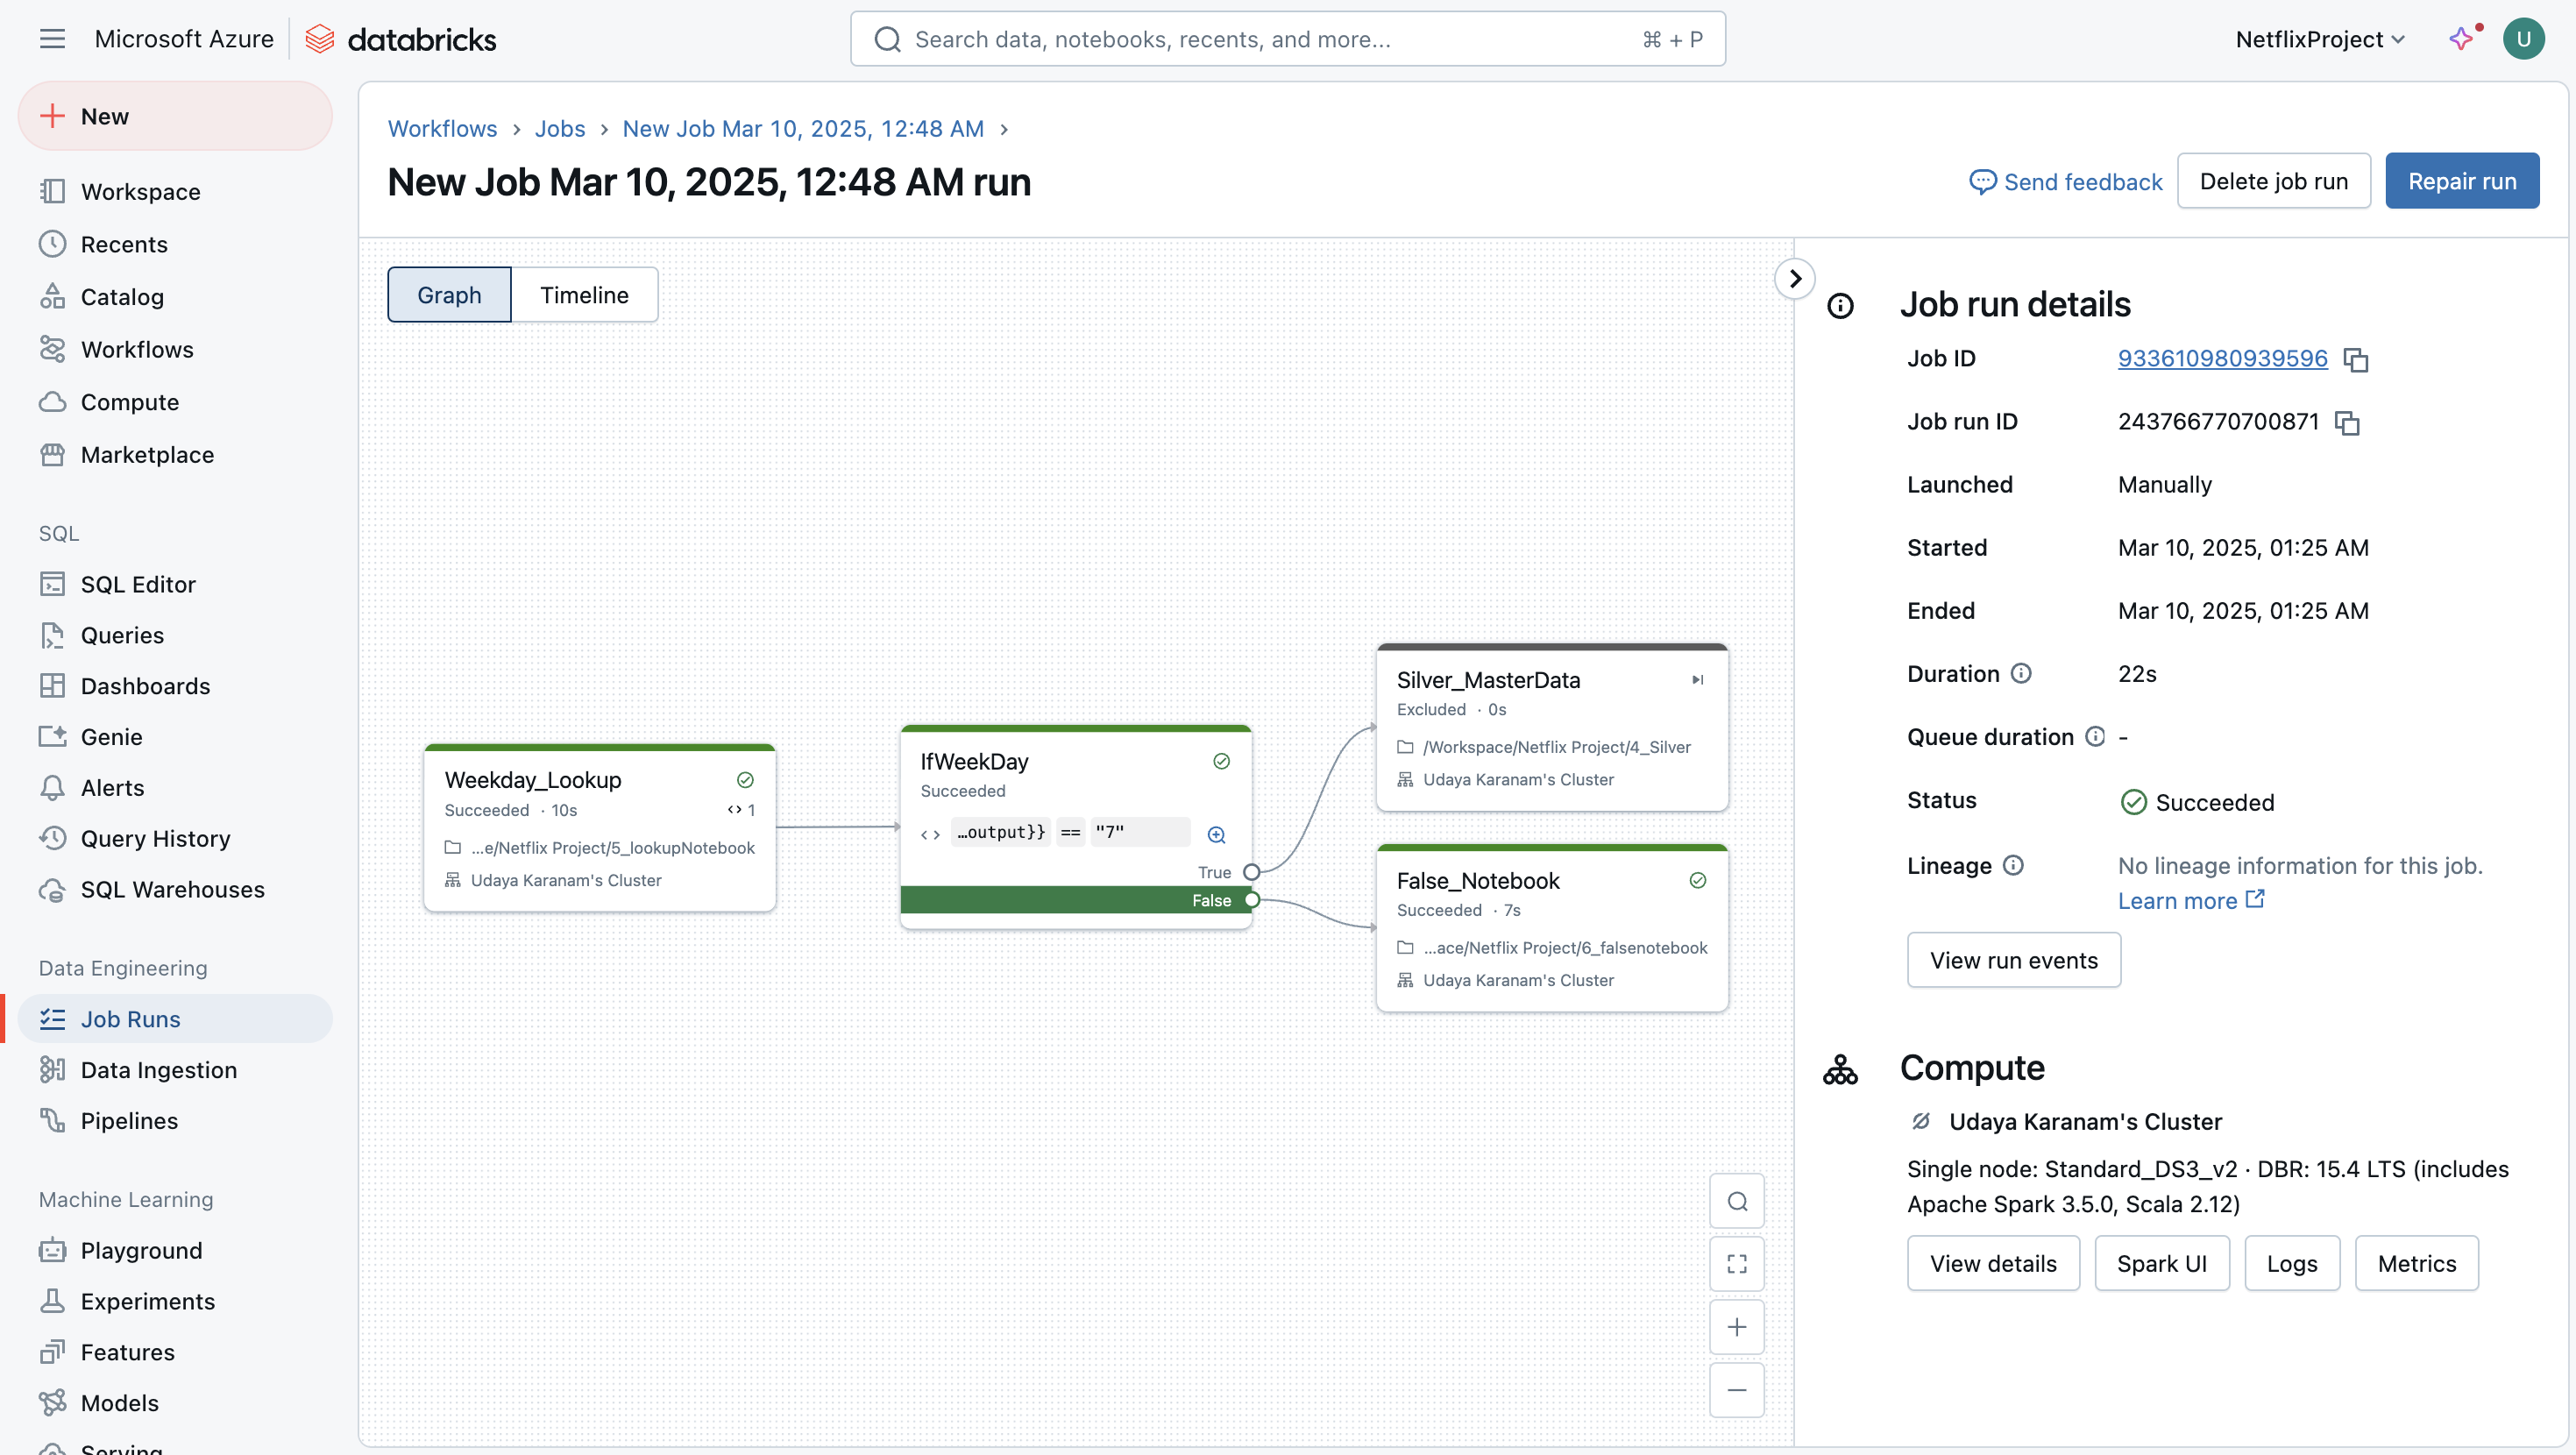 Microsoft Azure
databricks
Search data, notebooks, recents, and more...
⌘ + P
NetflixProject
U
New
Workspace
Recents
Catalog
Workflows
Compute
Marketplace
SQL
SQL Editor
Queries
Dashboards
Genie
Alerts
Query History
SQL Warehouses
Data Engineering
Job Runs
Data Ingestion
Pipelines
Machine Learning
Playground
Experiments
Features
Models
Serving
Workflows > Jobs > New Job Mar 10, 2025, 12:48 AM >
New Job Mar 10, 2025, 12:48 AM run
Send feedback
Delete job run
Repair run
Graph
Timeline
Weekday_Lookup
Succeeded · 10s
1
...e/Netflix Project/5_lookupNotebook
Udaya Karanam's Cluster
IfWeekDay
Succeeded
…output}} == "7"
True
False
Silver_MasterData
Excluded · 0s
/Workspace/Netflix Project/4_Silver
Udaya Karanam's Cluster
False_Notebook
Succeeded · 7s
...ace/Netflix Project/6_falsenotebook
Udaya Karanam's Cluster
Job run details
Job ID 933610980939596
Job run ID 243766770700871
Launched Manually
Started Mar 10, 2025, 01:25 AM
Ended Mar 10, 2025, 01:25 AM
Duration 22s
Queue duration -
Status Succeeded
Lineage No lineage information for this job.
Learn more
View run events
Compute
Udaya Karanam's Cluster
Single node: Standard_DS3_v2 · DBR: 15.4 LTS (includes
Apache Spark 3.5.0, Scala 2.12)
View details
Spark UI
Logs
Metrics